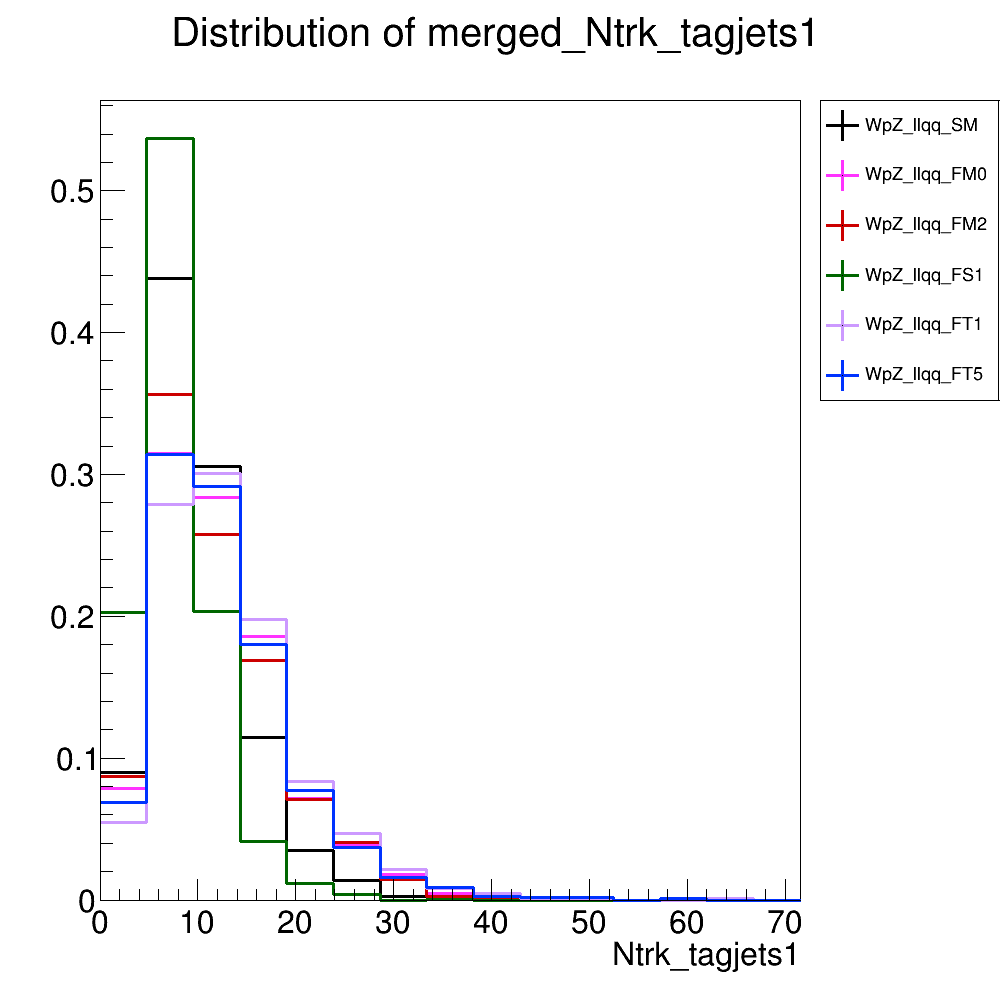 Distribution of merged_Ntrk_tagjets1
WpZ_llqq_SM
WpZ_llqq_FM0
WpZ_llqq_FM2
WpZ_llqq_FS1
WpZ_llqq_FT1
WpZ_llqq_FT5
0.5
0.4
0.3
0.2
0.1
0
0 10 20 30 40 50 60 70
Ntrk_tagjets1